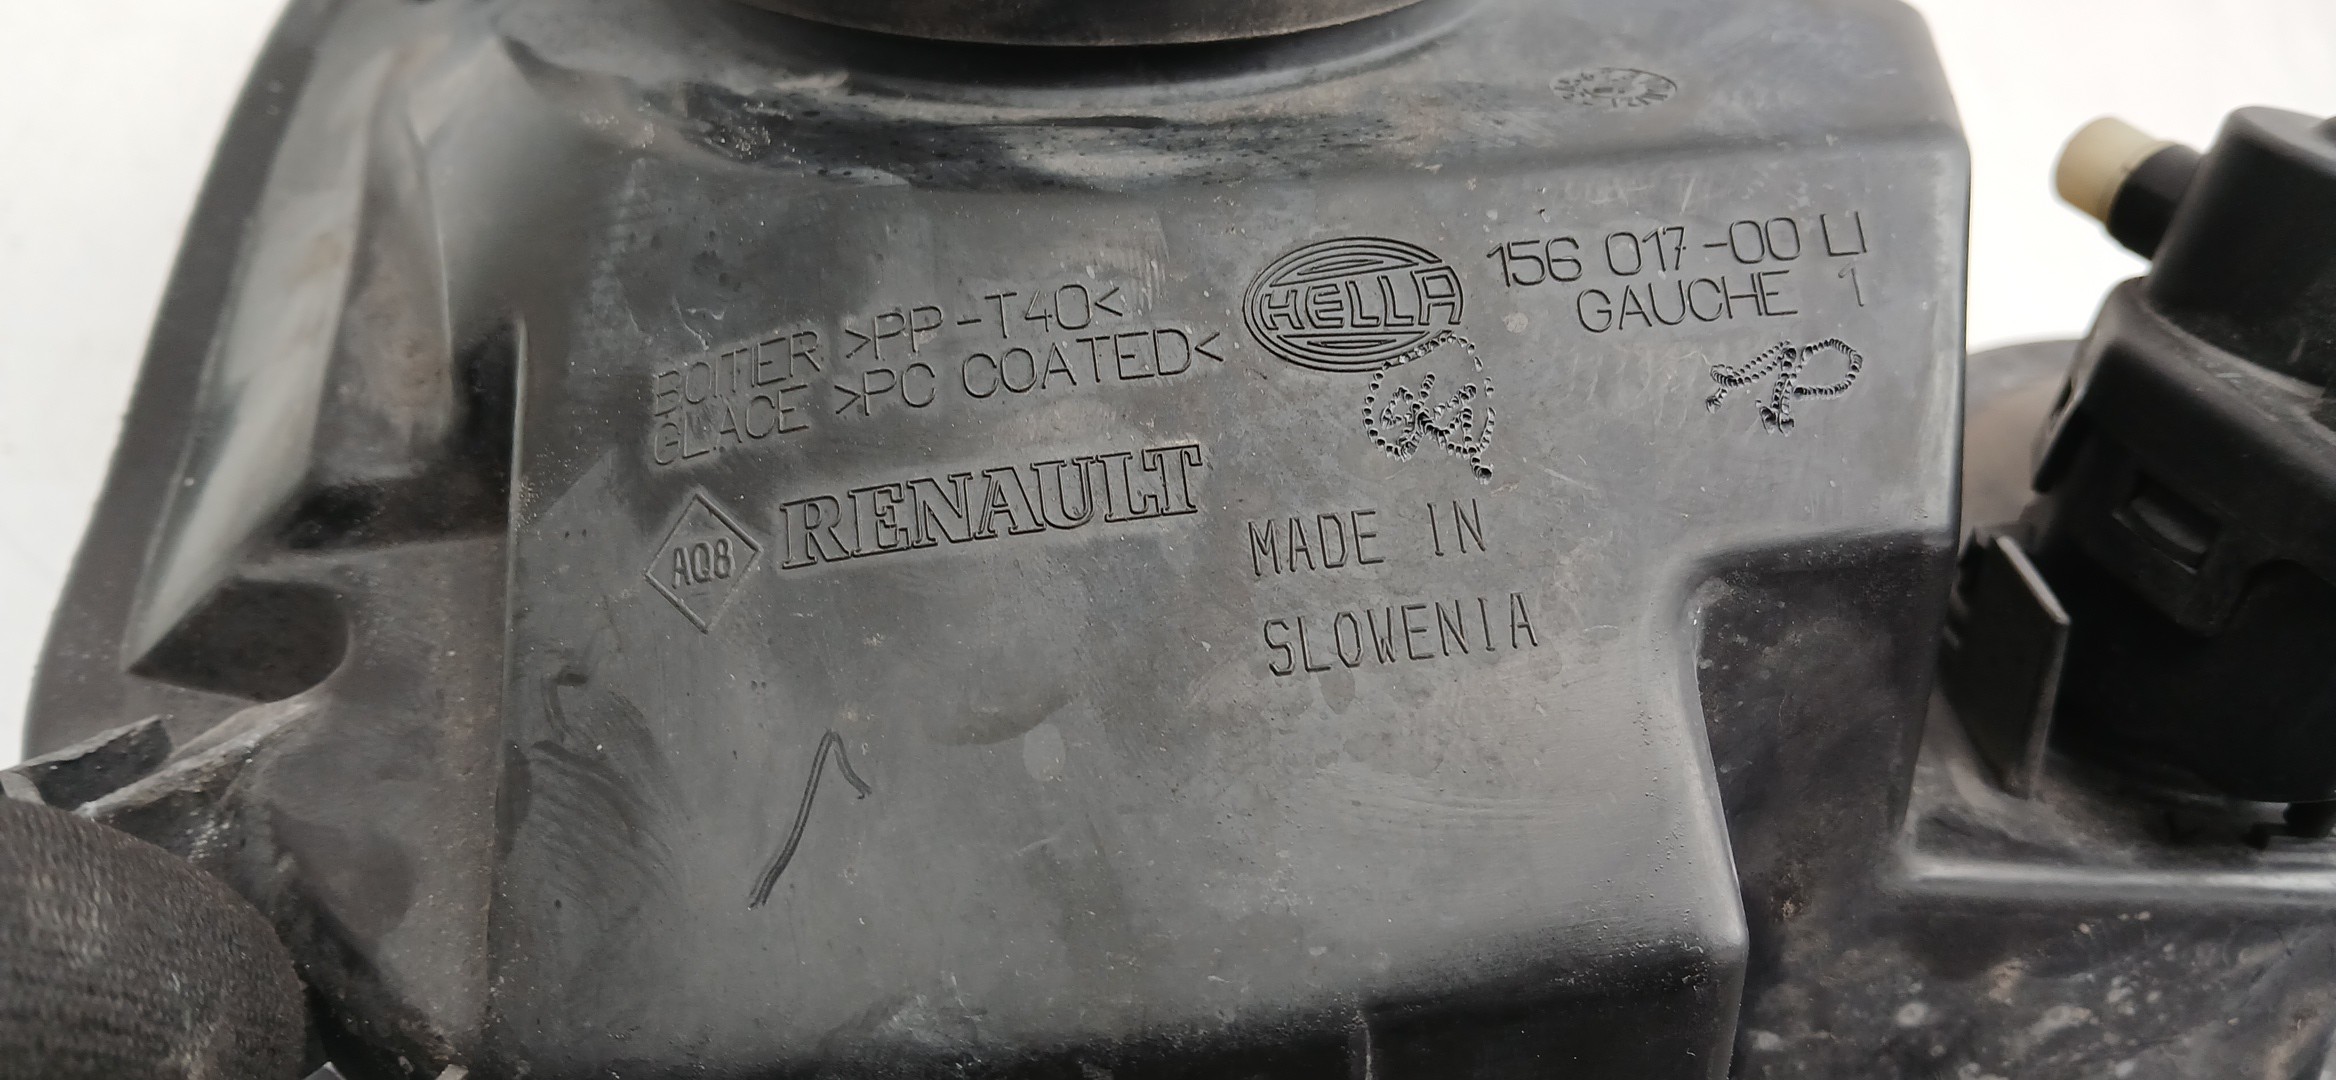 156 017-00 LI
HELLA
GAUCHE 1
BOITIER >PP-T40<
GLACE >PC COATED<
AQ8 RENAULT
MADE IN
SLOWENIA